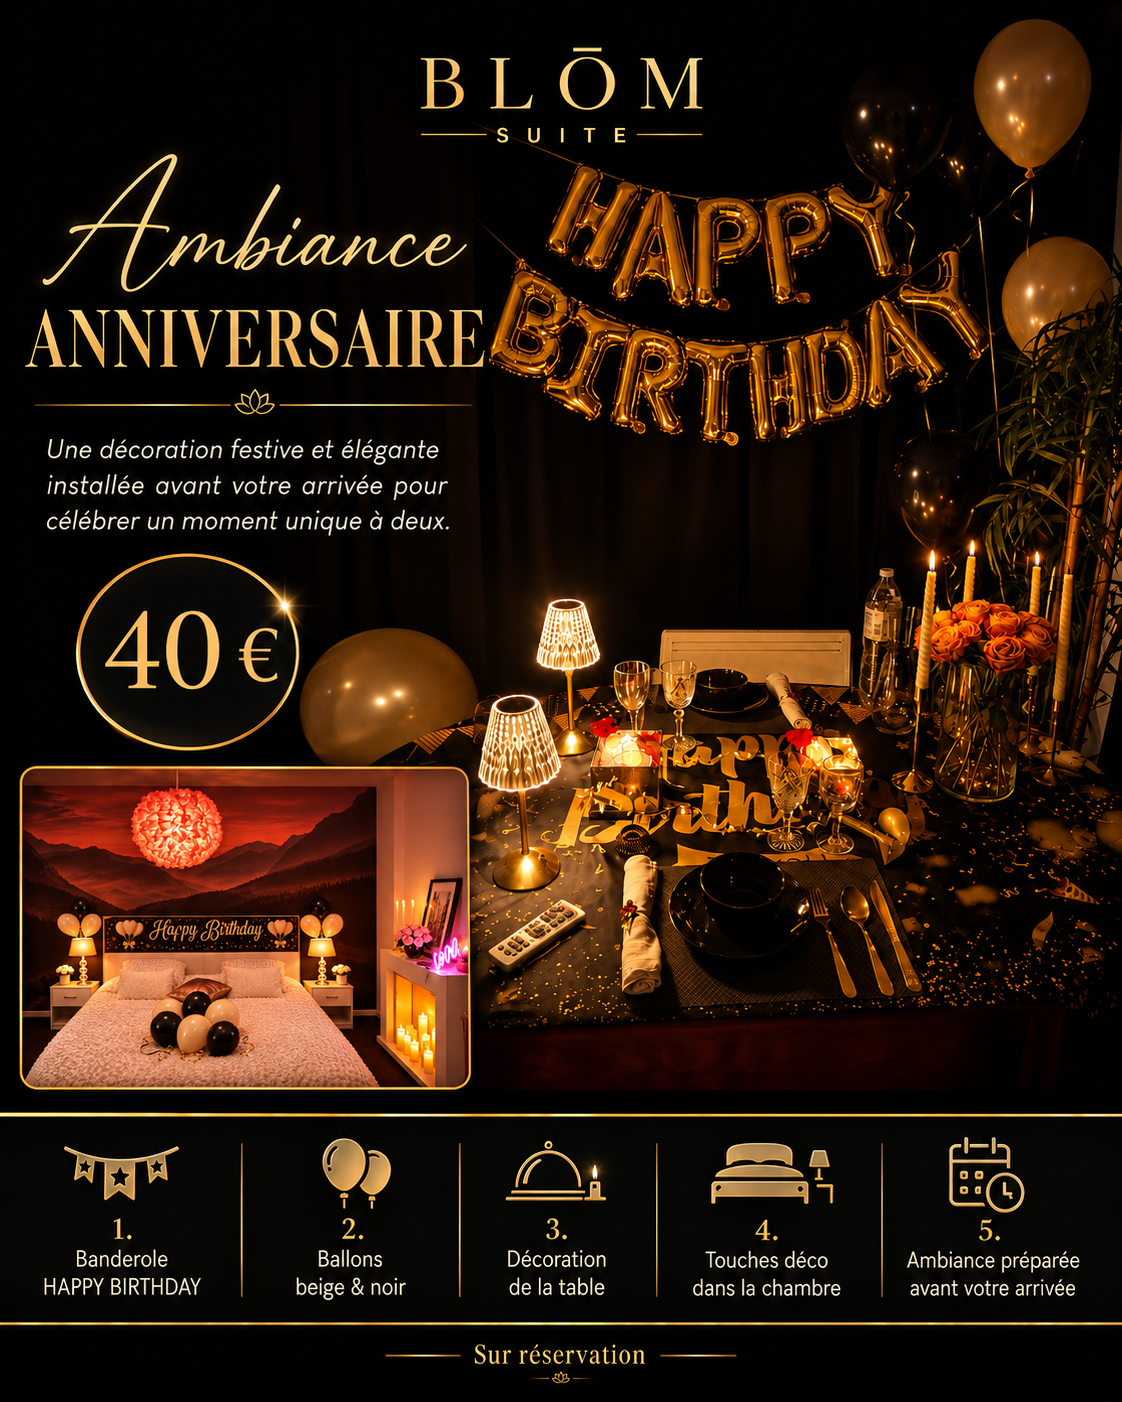 BLŌM
SUITE
Ambiance
ANNIVERSAIRE
HAPPY
BIRTHDAY
Une décoration festive et élégante
installée avant votre arrivée pour
célébrer un moment unique à deux.
40 €
Happy
Birthd
Happy Birthday
1.
Banderole
HAPPY BIRTHDAY
2.
Ballons
beige & noir
3.
Décoration
de la table
4.
Touches déco
dans la chambre
5.
Ambiance préparée
avant votre arrivée
Sur réservation